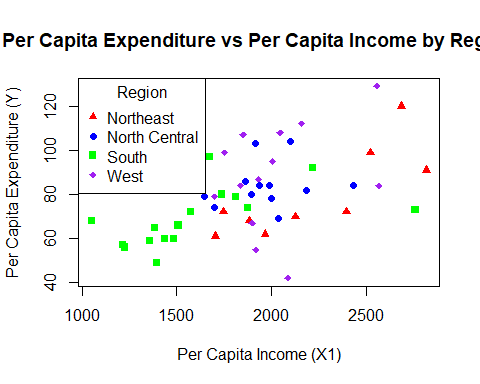 Per Capita Expenditure vs Per Capita Income by Reg
Per Capita Expenditure (Y)
120
100
80
60
40
Region
Northeast
North Central
South
West
1000 1500 2000 2500
Per Capita Income (X1)